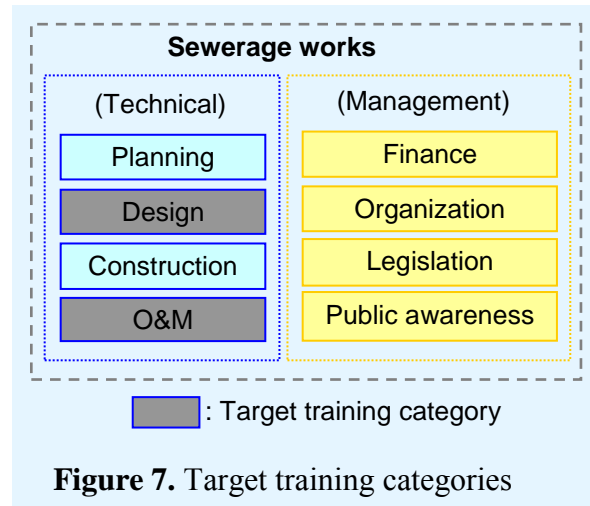 Sewerage works
(Technical)
Planning
Design
Construction
O&M
(Management)
Finance
Organization
Legislation
Public awareness
: Target training category
Figure 7. Target training categories